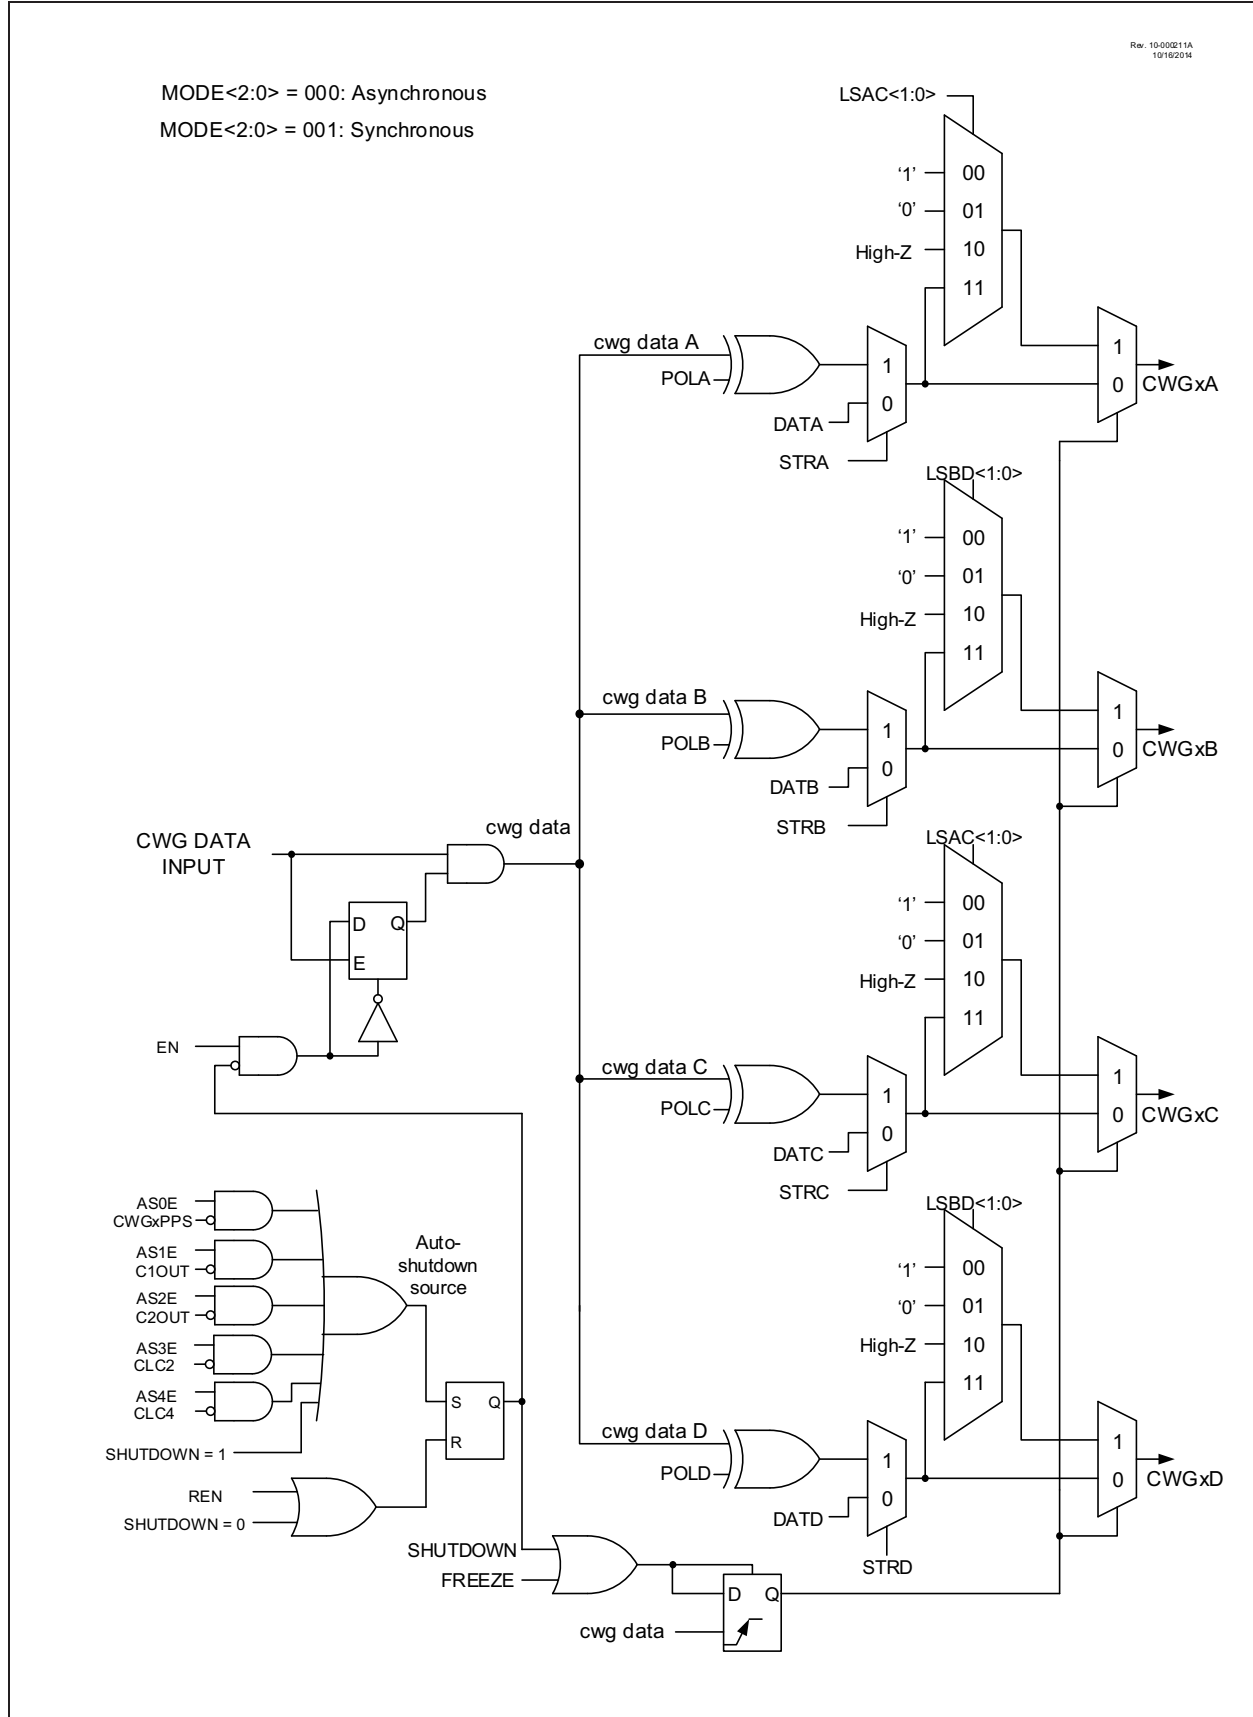 Rev. 10-000211A
10/16/2014
MODE<2:0> = 000: Asynchronous
MODE<2:0> = 001: Synchronous
LSAC<1:0>
‘1’ 00
‘0’ 01
High-Z 10
11
cwg data A
POLA
1
0
DATA
STRA
1
0
CWGxA
LSBD<1:0>
‘1’ 00
‘0’ 01
High-Z 10
11
cwg data B
POLB
1
0
DATB
STRB
1
0
CWGxB
CWG DATA
INPUT
cwg data
D Q
E
EN
LSAC<1:0>
‘1’ 00
‘0’ 01
High-Z 10
11
cwg data C
POLC
1
0
DATC
STRC
1
0
CWGxC
AS0E
CWGxPPS
AS1E
C1OUT
AS2E
C2OUT
AS3E
CLC2
AS4E
CLC4
SHUTDOWN = 1
Auto-
shutdown
source
S Q
R
REN
SHUTDOWN = 0
LSBD<1:0>
‘1’ 00
‘0’ 01
High-Z 10
11
cwg data D
POLD
1
0
DATD
STRD
1
0
CWGxD
SHUTDOWN
FREEZE
D Q
cwg data